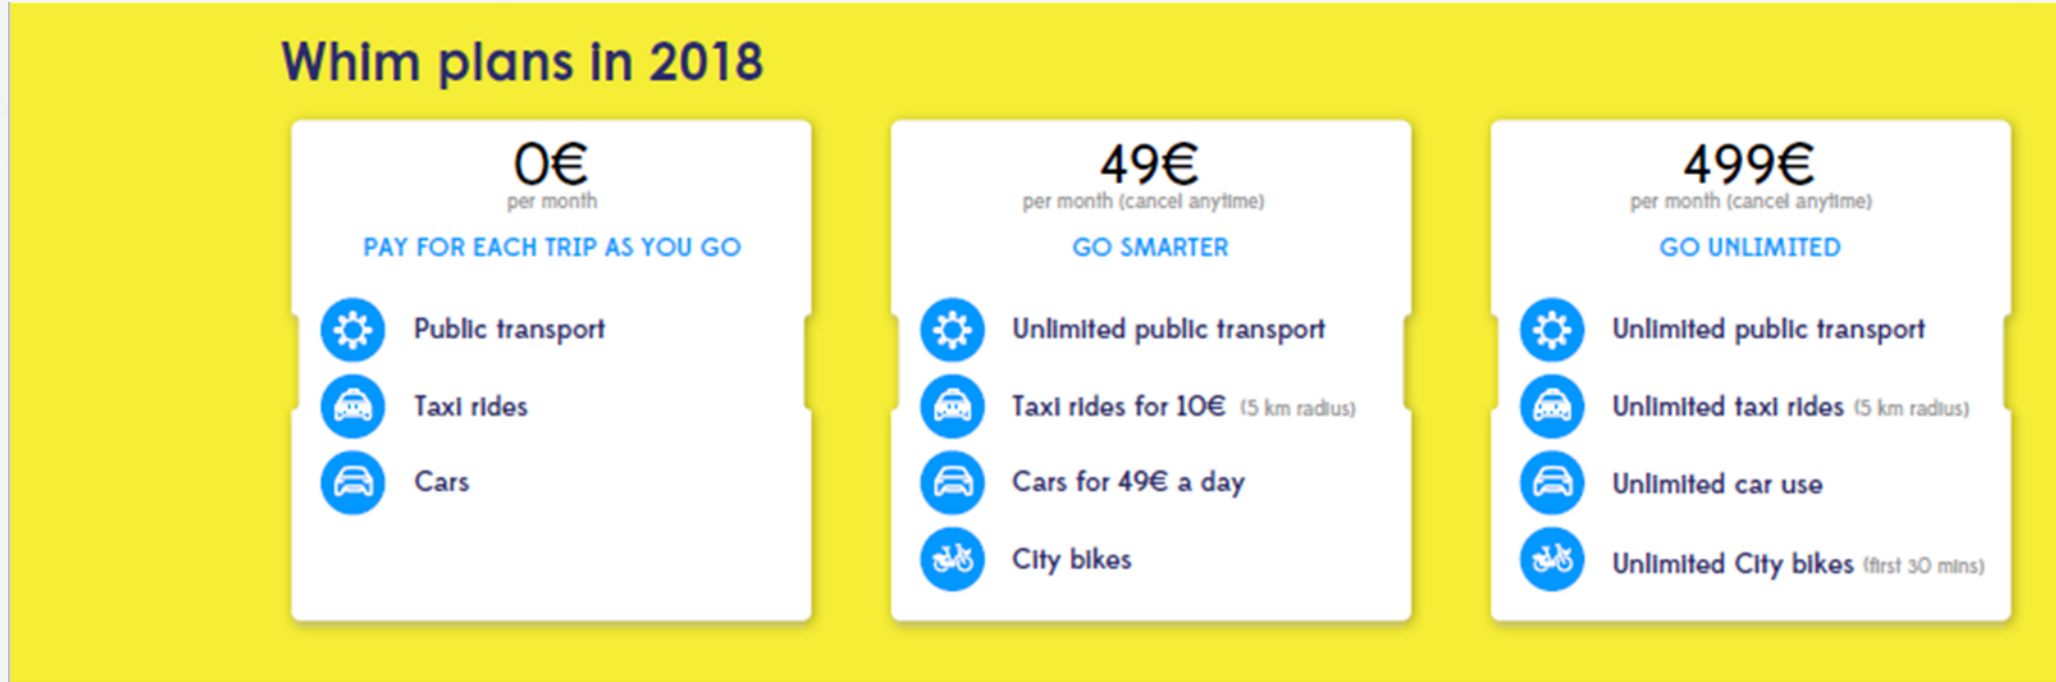 Whim plans in 2018
0€
per month
PAY FOR EACH TRIP AS YOU GO
Public transport
Taxi rides
Cars
49€
per month (cancel anytime)
GO SMARTER
Unlimited public transport
Taxi rides for 10€ (5 km radius)
Cars for 49€ a day
City bikes
499€
per month (cancel anytime)
GO UNLIMITED
Unlimited public transport
Unlimited taxi rides (5 km radius)
Unlimited car use
Unlimited City bikes (first 30 mins)